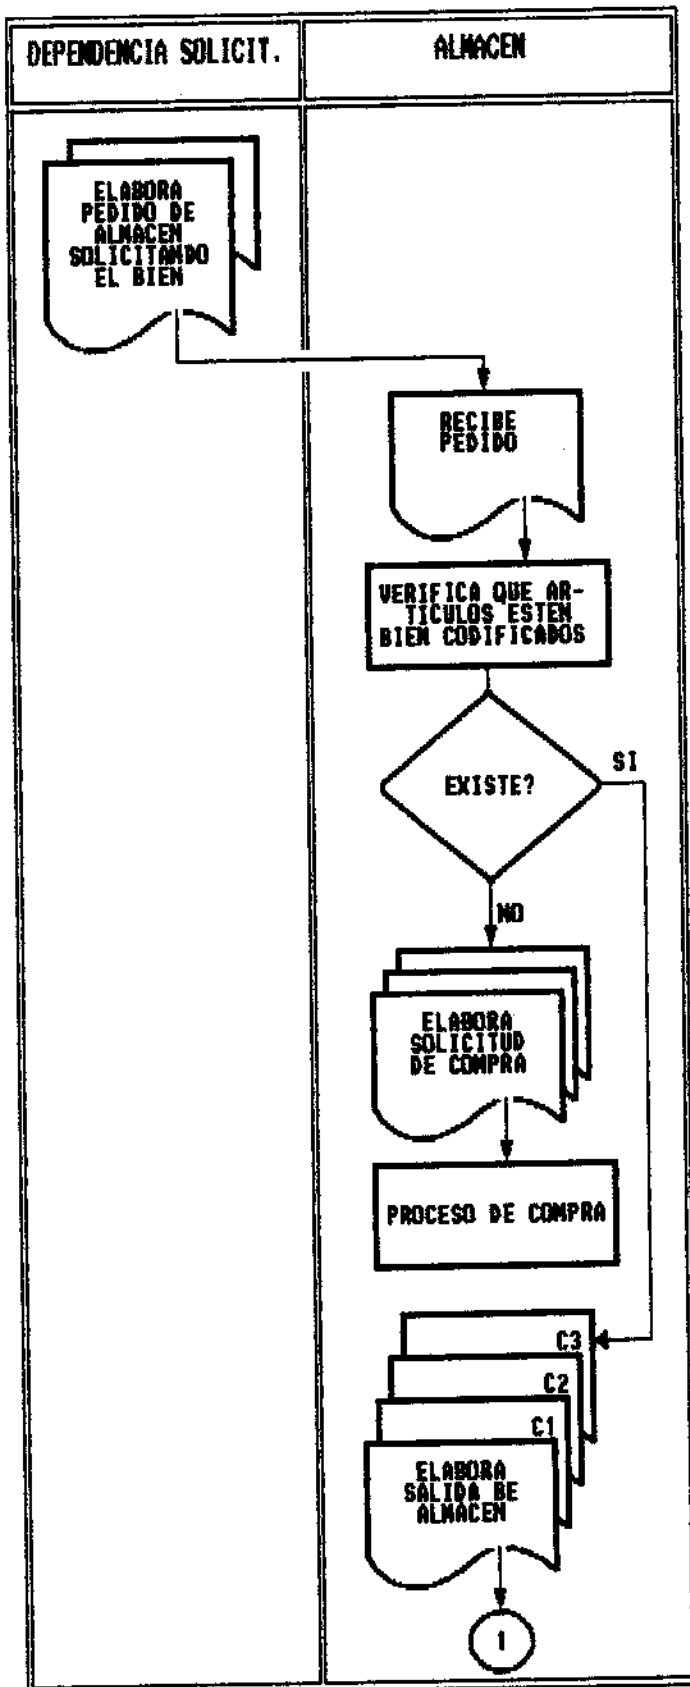 DEPENDENCIA SOLICIT.
ALMACEN
ELABORA
PEDIDO DE
ALMACEN
SOLICITANDO
EL BIEN
RECIBE
PEDIDO
VERIFICA QUE AR-
TICULOS ESTEN
BIEN CODIFICADOS
EXISTE?
SI
NO
ELABORA
SOLICITUD
DE COMPRA
PROCESO DE COMPRA
C3
C2
C1
ELABORA
SALIDA BE
ALMACEN
1